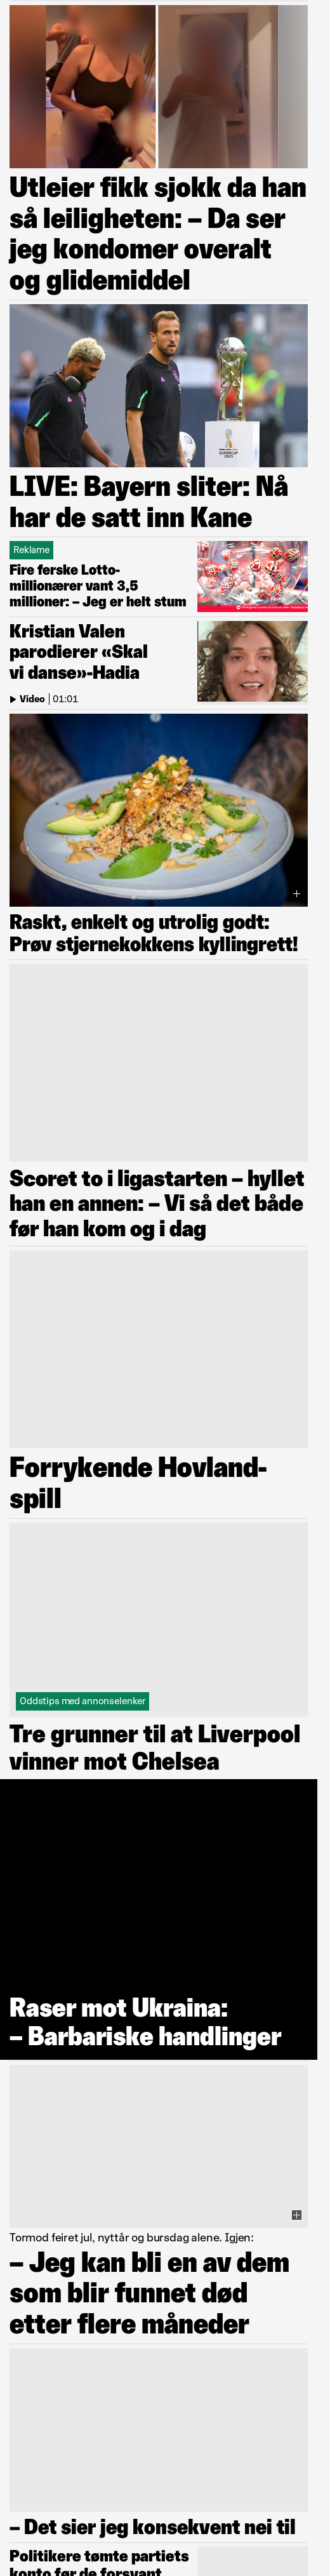 Utleier fikk sjokk da han
så leiligheten: – Da ser
jeg kondomer overalt
og glidemiddel
SUPERCUP
LIVE: Bayern sliter: Nå
har de satt inn Kane
Reklame
Fire ferske Lotto-
millionærer vant 3,5
millioner: – Jeg er helt stum
Kristian Valen
parodierer «Skal
vi danse»-Hadia
Video | 01:01
Raskt, enkelt og utrolig godt:
Prøv stjernekokkens kyllingrett!
Scoret to i ligastarten – hyllet
han en annen: – Vi så det både
før han kom og i dag
Forrykende Hovland-
spill
Oddstips med annonselenker
Tre grunner til at Liverpool
vinner mot Chelsea
Raser mot Ukraina:
– Barbariske handlinger
Tormod feiret jul, nyttår og bursdag alene. Igjen:
– Jeg kan bli en av dem
som blir funnet død
etter flere måneder
– Det sier jeg konsekvent nei til
Politikere tømte partiets
konto før de forsvant